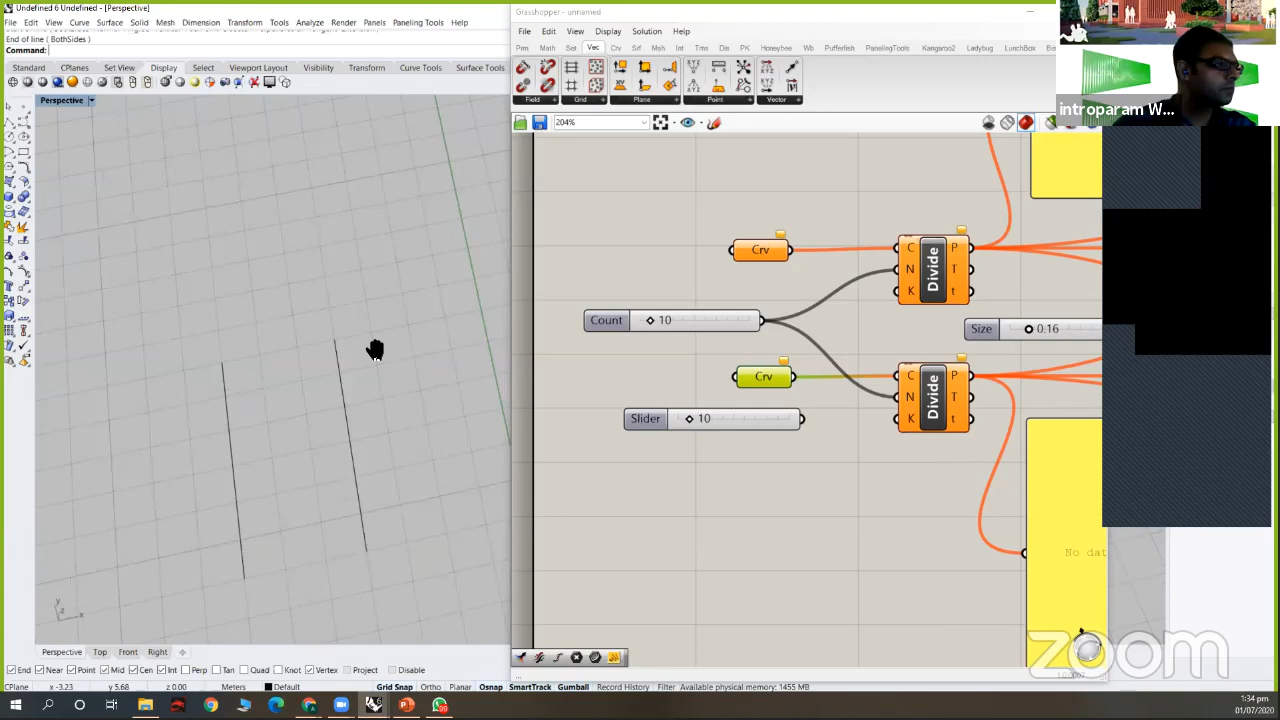 Undefined 6 Undefined - [Perspective]
File Edit View Curve Surface Solid Mesh Dimension Transform Tools Analyze Render Panels Paneling Tools Help
End of line ( BothSides )
Command:
Standard CPlanes Set View Display Select Viewport Layout Visibility Transform Curve Tools Surface Tools
Perspective
y
z
x
Perspective Top Front Right
End Near Point Mid Cen Int Perp Tan Quad Knot Vertex Project Disable
CPlane x -3.23 y 5.68 z 0.00 Meters Default Grid Snap Ortho Planar Osnap SmartTrack Gumball Record History Filter Available physical memory: 1455 MB
Grasshopper - unnamed
File Edit View Display Solution Help
Prm Math Set Vec Crv Srf Msh Int Trns Dis PK Honeybee Wb Pufferfish PanelingTools Kangaroo2 Ladybug LunchBox
Field Grid Plane Point Vector
204%
Crv
C N K Divide P T t
Count 10
Size 0.16
Crv
C N K Divide P T t
Slider 10
No dat
introparam W...
zoom
1:34 pm
01/07/2020